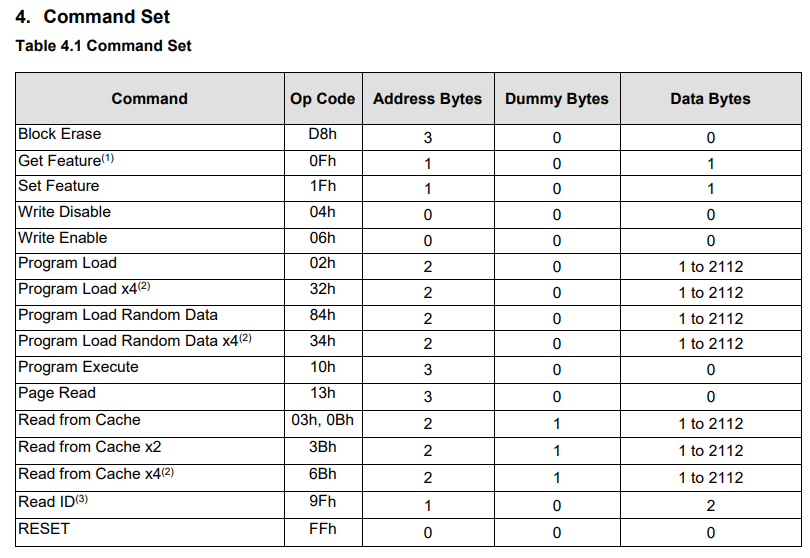 4. Command Set
Table 4.1 Command Set
Command Op Code Address Bytes Dummy Bytes Data Bytes
Block Erase D8h 3 0 0
Get Feature(1) 0Fh 1 0 1
Set Feature 1Fh 1 0 1
Write Disable 04h 0 0 0
Write Enable 06h 0 0 0
Program Load 02h 2 0 1 to 2112
Program Load x4(2) 32h 2 0 1 to 2112
Program Load Random Data 84h 2 0 1 to 2112
Program Load Random Data x4(2) 34h 2 0 1 to 2112
Program Execute 10h 3 0 0
Page Read 13h 3 0 0
Read from Cache 03h, 0Bh 2 1 1 to 2112
Read from Cache x2 3Bh 2 1 1 to 2112
Read from Cache x4(2) 6Bh 2 1 1 to 2112
Read ID(3) 9Fh 1 0 2
RESET FFh 0 0 0